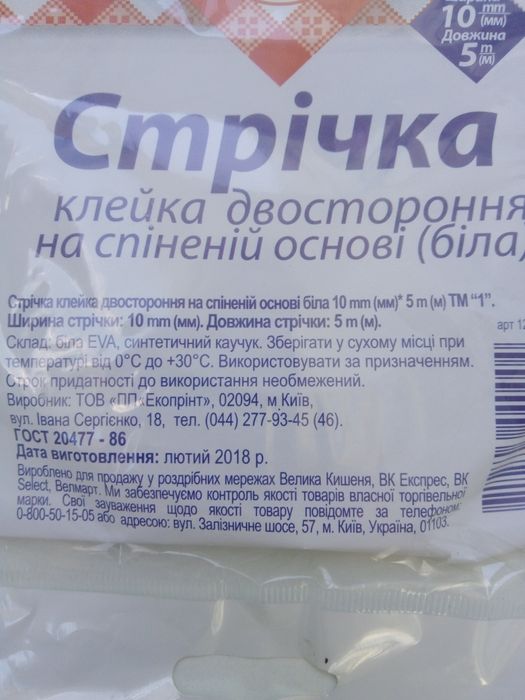 Ширина
10 mm (мм)
Довжина
5 m (м)
Стрічка
клейка двостороння
на спіненій основі (біла)
Стрічка клейка двостороння на спіненій основі біла 10 mm (мм)* 5 m (м) ТМ "1".
Ширина стрічки: 10 mm (мм). Довжина стрічки: 5 m (м).
арт 12
Склад: біла EVA, синтетичний каучук. Зберігати у сухому місці при
температурі від 0°C до +30°C. Використовувати за призначенням.
Строк придатності до використання необмежений.
Виробник: ТОВ «ПП«Екопрінт», 02094, м.Київ,
вул. Івана Сергієнко, 18, тел. (044) 277-93-45 (46).
ГОСТ 20477 - 86
Дата виготовлення: лютий 2018 р.
Вироблено для продажу у роздрібних мережах Велика Кишеня, ВК Експрес, ВК
Select, Велмарт. Ми забезпечуємо контроль якості товарів власної торгівельної
марки. Свої зауваження щодо якості товару повідомте за телефоном:
0-800-50-15-05 або адресою: вул. Залізничне шосе, 57, м. Київ, Україна, 01103.